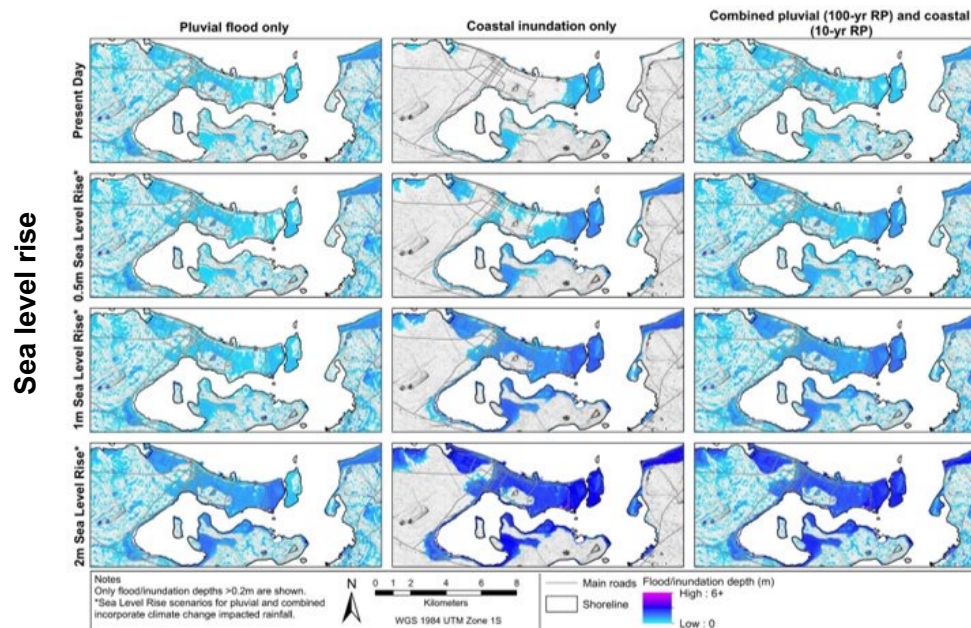 Pluvial flood only
Coastal inundation only
Combined pluvial (100-yr RP) and coastal
(10-yr RP)
Sea level rise
Present Day
0.5m Sea Level Rise*
1m Sea Level Rise*
2m Sea Level Rise*
Notes
Only flood/inundation depths >0.2m are shown.
*Sea Level Rise scenarios for pluvial and combined
incorporate climate change impacted rainfall.
N
0 1 2 4 6 8
Kilometers
WGS 1984 UTM Zone 1S
Main roads
Shoreline
Flood/inundation depth (m)
High : 6+
Low : 0